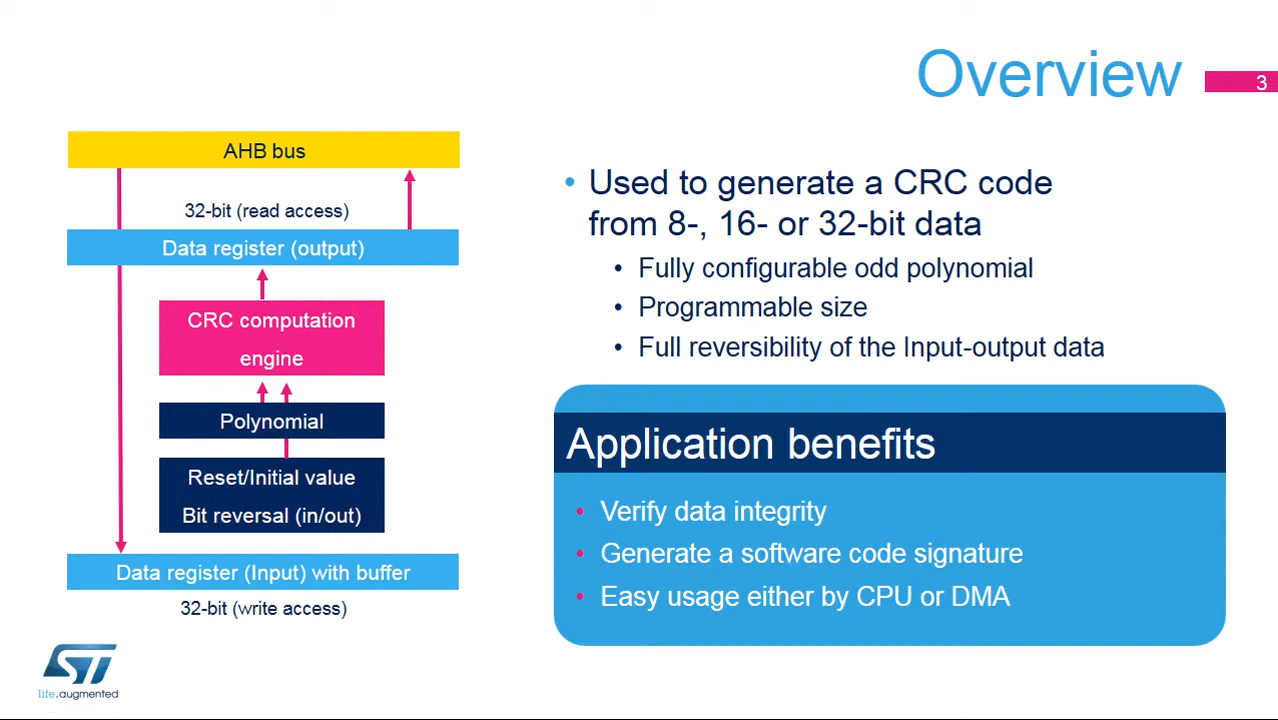 Overview
3
AHB bus
32-bit (read access)
Data register (output)
CRC computation
engine
Polynomial
Reset/Initial value
Bit reversal (in/out)
Data register (Input) with buffer
32-bit (write access)
• Used to generate a CRC code
from 8-, 16- or 32-bit data
• Fully configurable odd polynomial
• Programmable size
• Full reversibility of the Input-output data
Application benefits
• Verify data integrity
• Generate a software code signature
• Easy usage either by CPU or DMA
ST
life.augmented